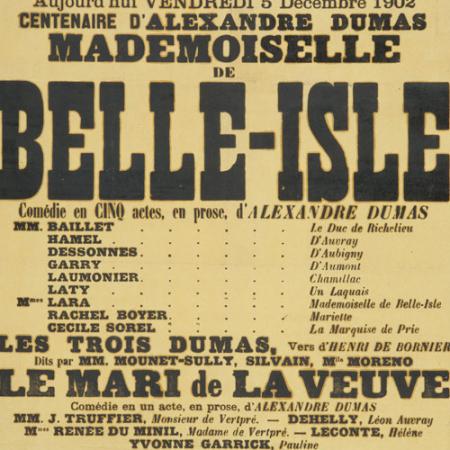 Aujourd'hui VENDREDI 5 Décembre 1902
CENTENAIRE D'ALEXANDRE DUMAS
MADEMOISELLE
DE
BELLE-ISLE
Comédie en CINQ actes, en prose, d'ALEXANDRE DUMAS
MM. BAILLET . . . . . . Le Duc de Richelieu
HAMEL . . . . . . D'Auvray
DESSONNES . . . . . . D'Aubigny
GARRY . . . . . . D'Aumont
LAUMONIER . . . . . . Chamillac
LATY . . . . . . Un Laquais
Mmes LARA . . . . . . Mademoiselle de Belle-Isle
RACHEL BOYER . . . . . . Mariette
CECILE SOREL . . . . . . La Marquise de Prie
LES TROIS DUMAS, Vers d'HENRI DE BORNIER
Dits par MM. MOUNET-SULLY, SILVAIN, Mlle MORENO
LE MARI de LA VEUVE
Comédie en un acte, en prose, d'ALEXANDRE DUMAS
MM. J. TRUFFIER, Monsieur de Vertpré. — DEHELLY, Léon Auvray
Mmes RENÉE DU MINIL, Madame de Vertpré. — LECONTE, Hélène
YVONNE GARRICK, Pauline